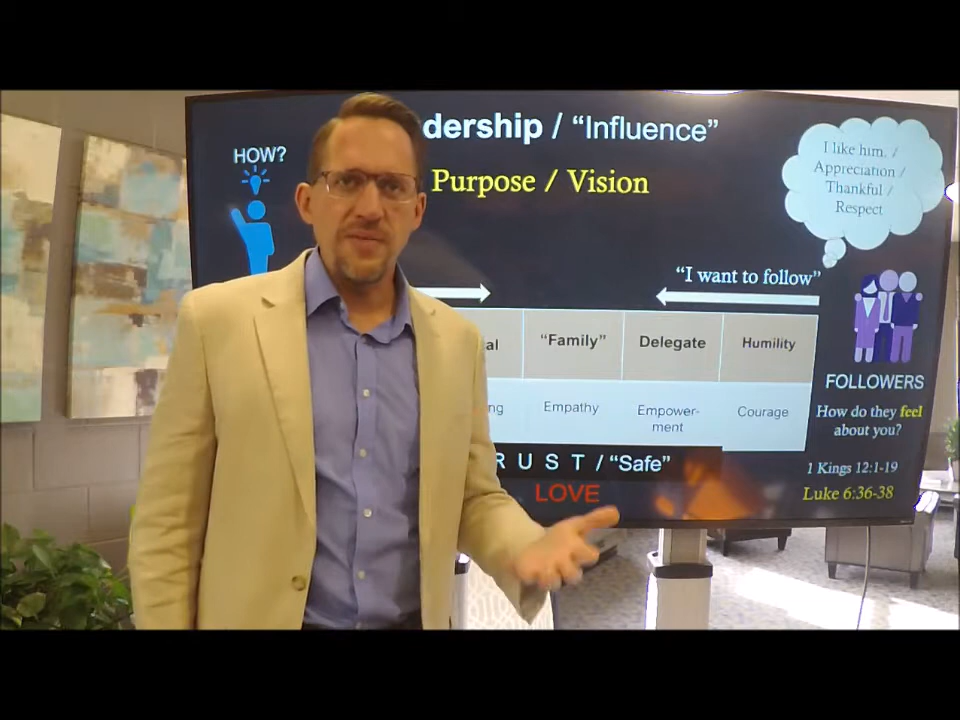 dership / “Influence”
HOW?
Purpose / Vision
I like him. /
Appreciation /
Thankful /
Respect
“I want to follow”
al
“Family”
Delegate
Humility
ng
Empathy
Empower-
ment
Courage
FOLLOWERS
How do they feel
about you?
R U S T / “Safe”
LOVE
1 Kings 12:1-19
Luke 6:36-38